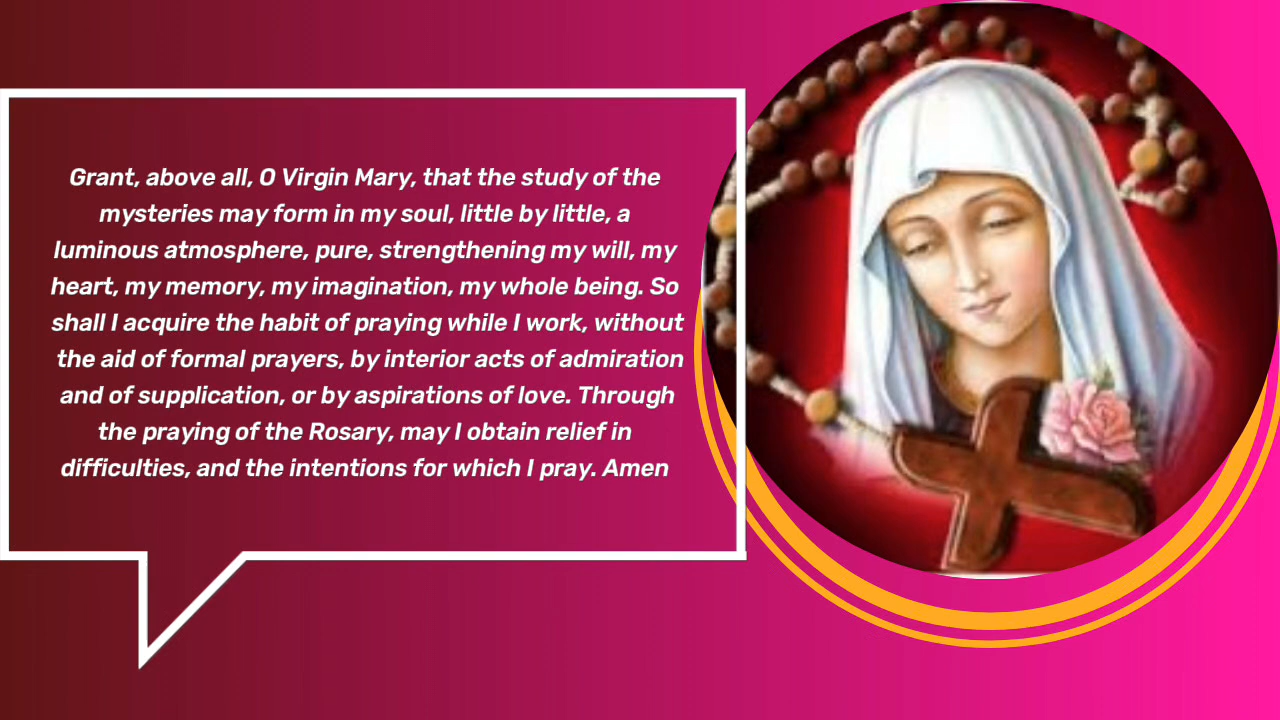 Grant, above all, O Virgin Mary, that the study of the
mysteries may form in my soul, little by little, a
luminous atmosphere, pure, strengthening my will, my
heart, my memory, my imagination, my whole being. So
shall I acquire the habit of praying while I work, without
the aid of formal prayers, by interior acts of admiration
and of supplication, or by aspirations of love. Through
the praying of the Rosary, may I obtain relief in
difficulties, and the intentions for which I pray. Amen